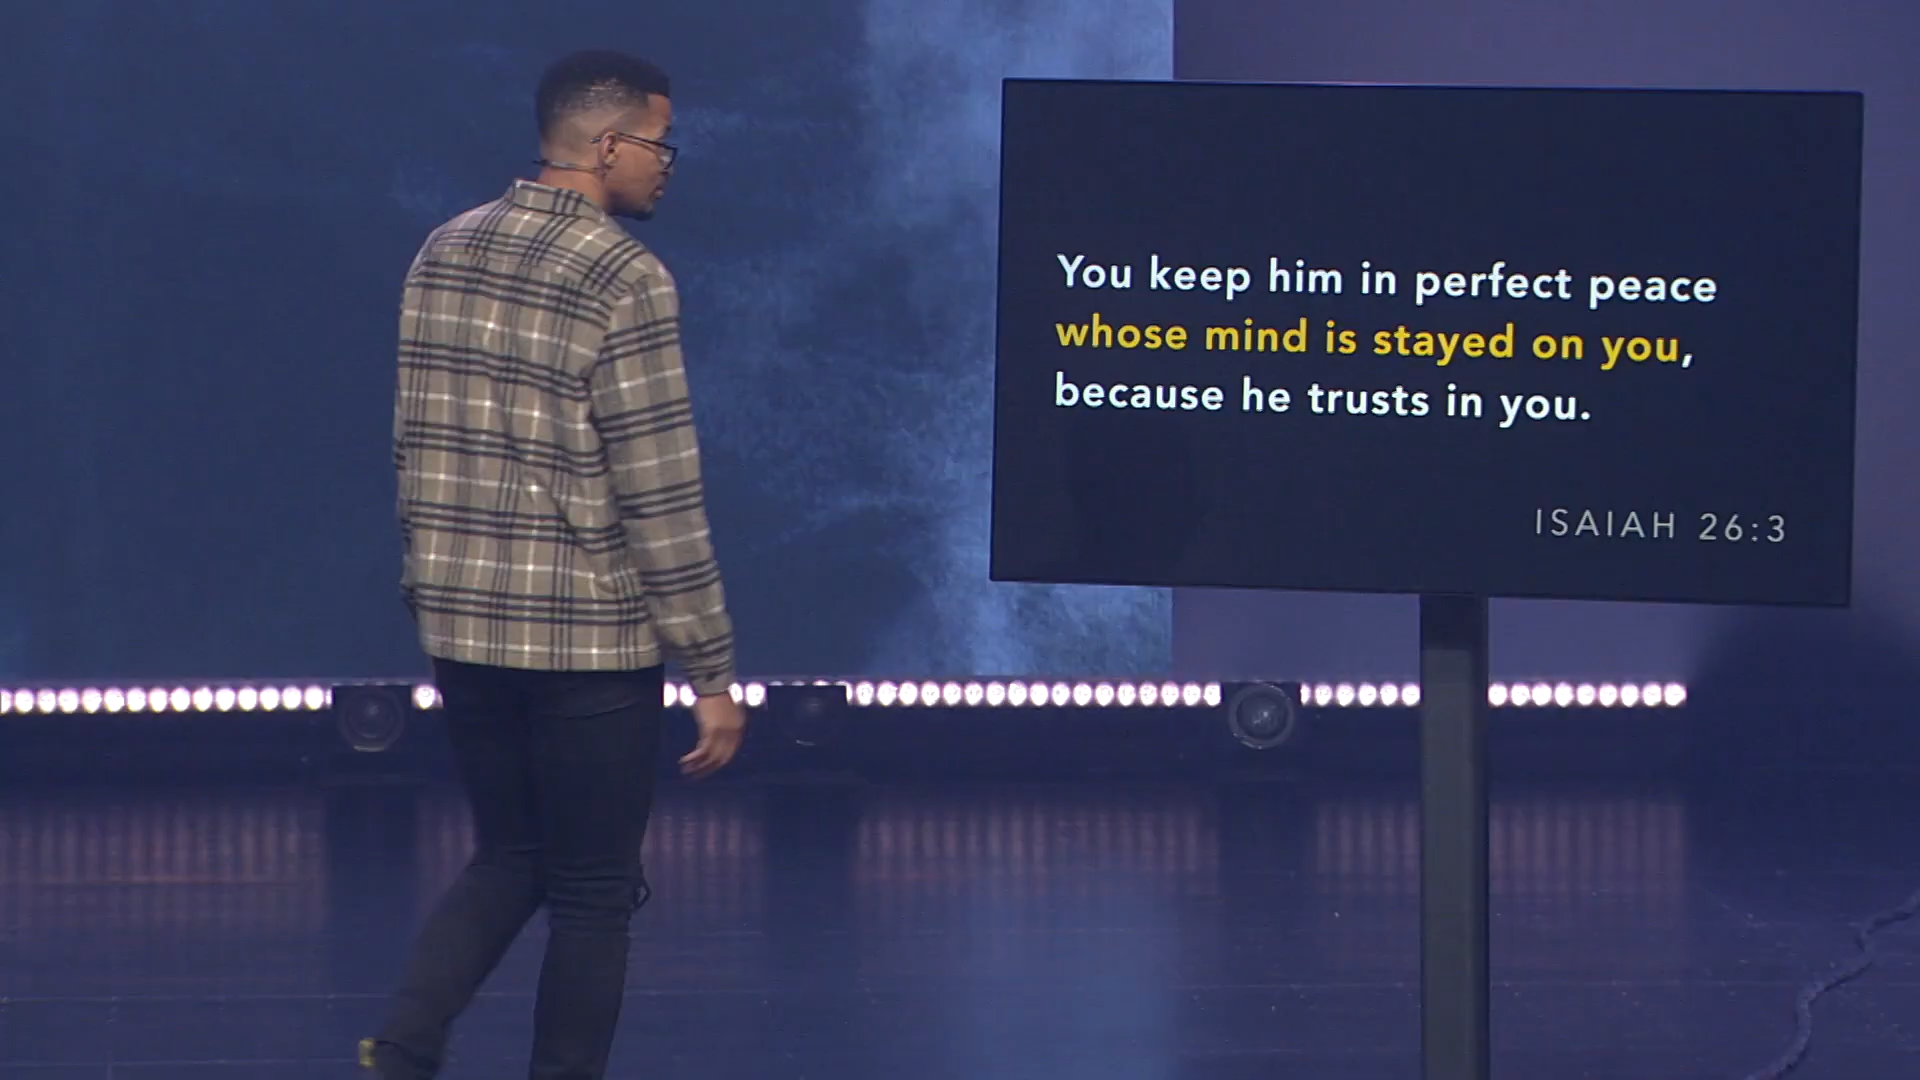 You keep him in perfect peace
whose mind is stayed on you,
because he trusts in you.
ISAIAH 26:3